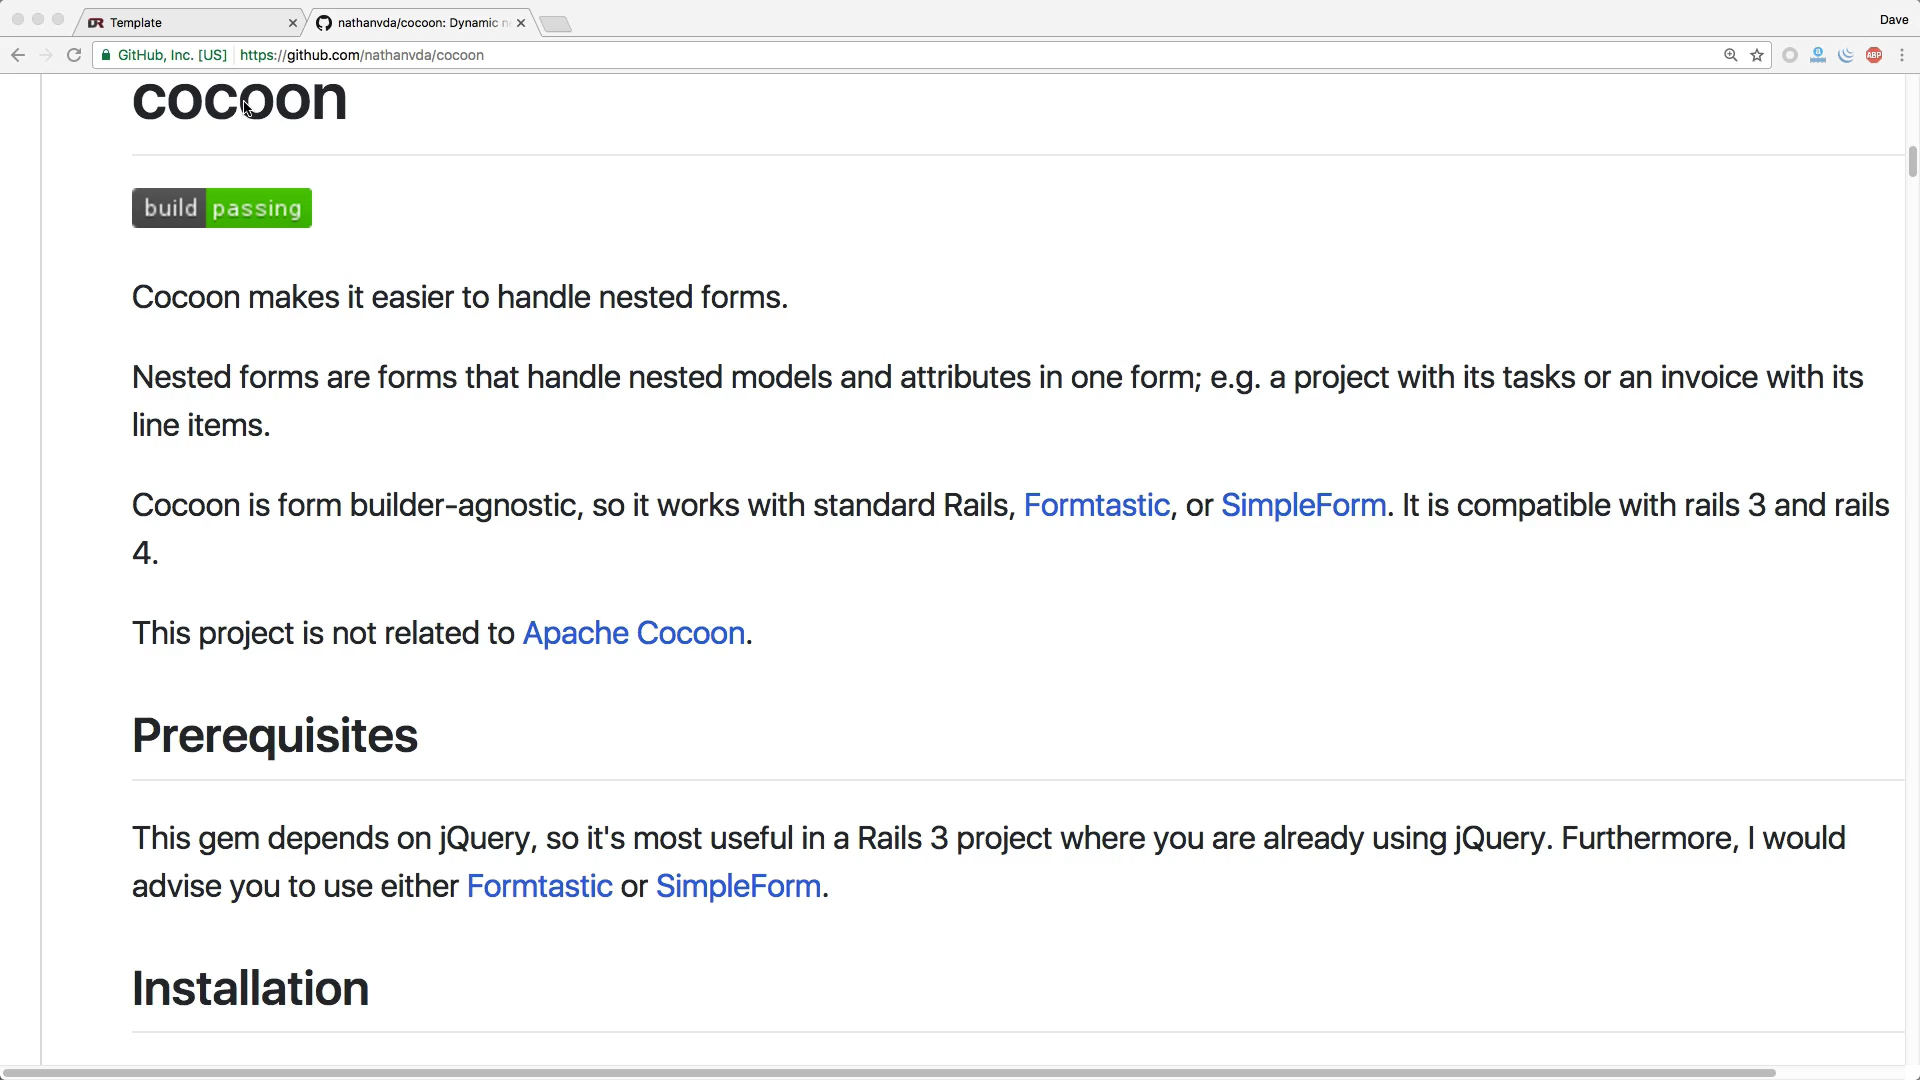 Template
nathanvda/cocoon: Dynamic n
Dave
GitHub, Inc. [US] https://github.com/nathanvda/cocoon
ABP
cocoon
build passing
Cocoon makes it easier to handle nested forms.
Nested forms are forms that handle nested models and attributes in one form; e.g. a project with its tasks or an invoice with its
line items.
Cocoon is form builder-agnostic, so it works with standard Rails, Formtastic, or SimpleForm. It is compatible with rails 3 and rails
4.
This project is not related to Apache Cocoon.
Prerequisites
This gem depends on jQuery, so it's most useful in a Rails 3 project where you are already using jQuery. Furthermore, I would
advise you to use either Formtastic or SimpleForm.
Installation